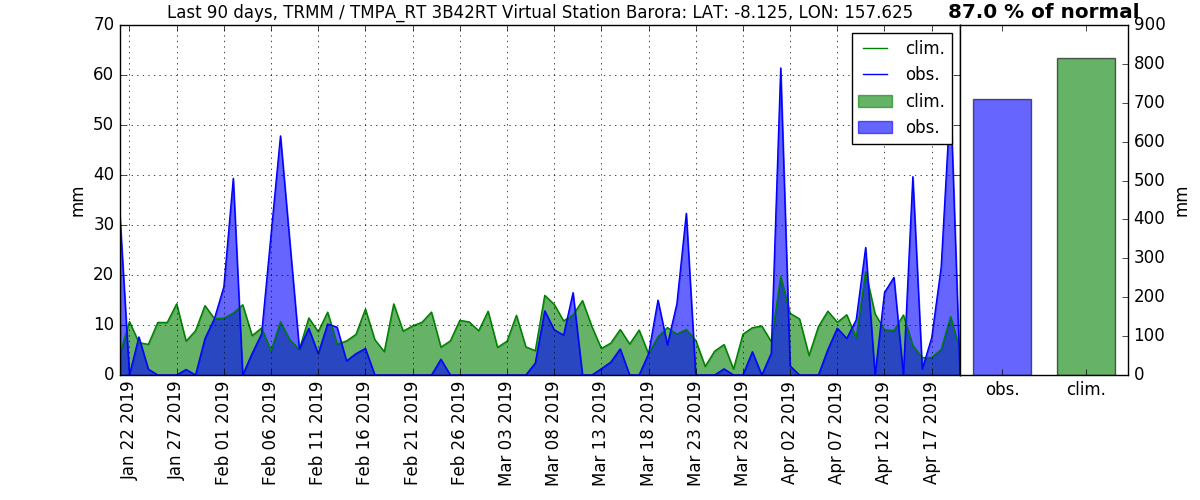 Last 90 days, TRMM / TMPA_RT 3B42RT Virtual Station Barora: LAT: -8.125, LON: 157.625
87.0 % of normal
70
60
50
40
30
20
10
0
mm
clim.
obs.
clim.
obs.
900
800
700
600
500
400
300
200
100
0
mm
obs.
clim.
Jan 22 2019
Jan 27 2019
Feb 01 2019
Feb 06 2019
Feb 11 2019
Feb 16 2019
Feb 21 2019
Feb 26 2019
Mar 03 2019
Mar 08 2019
Mar 13 2019
Mar 18 2019
Mar 23 2019
Mar 28 2019
Apr 02 2019
Apr 07 2019
Apr 12 2019
Apr 17 2019